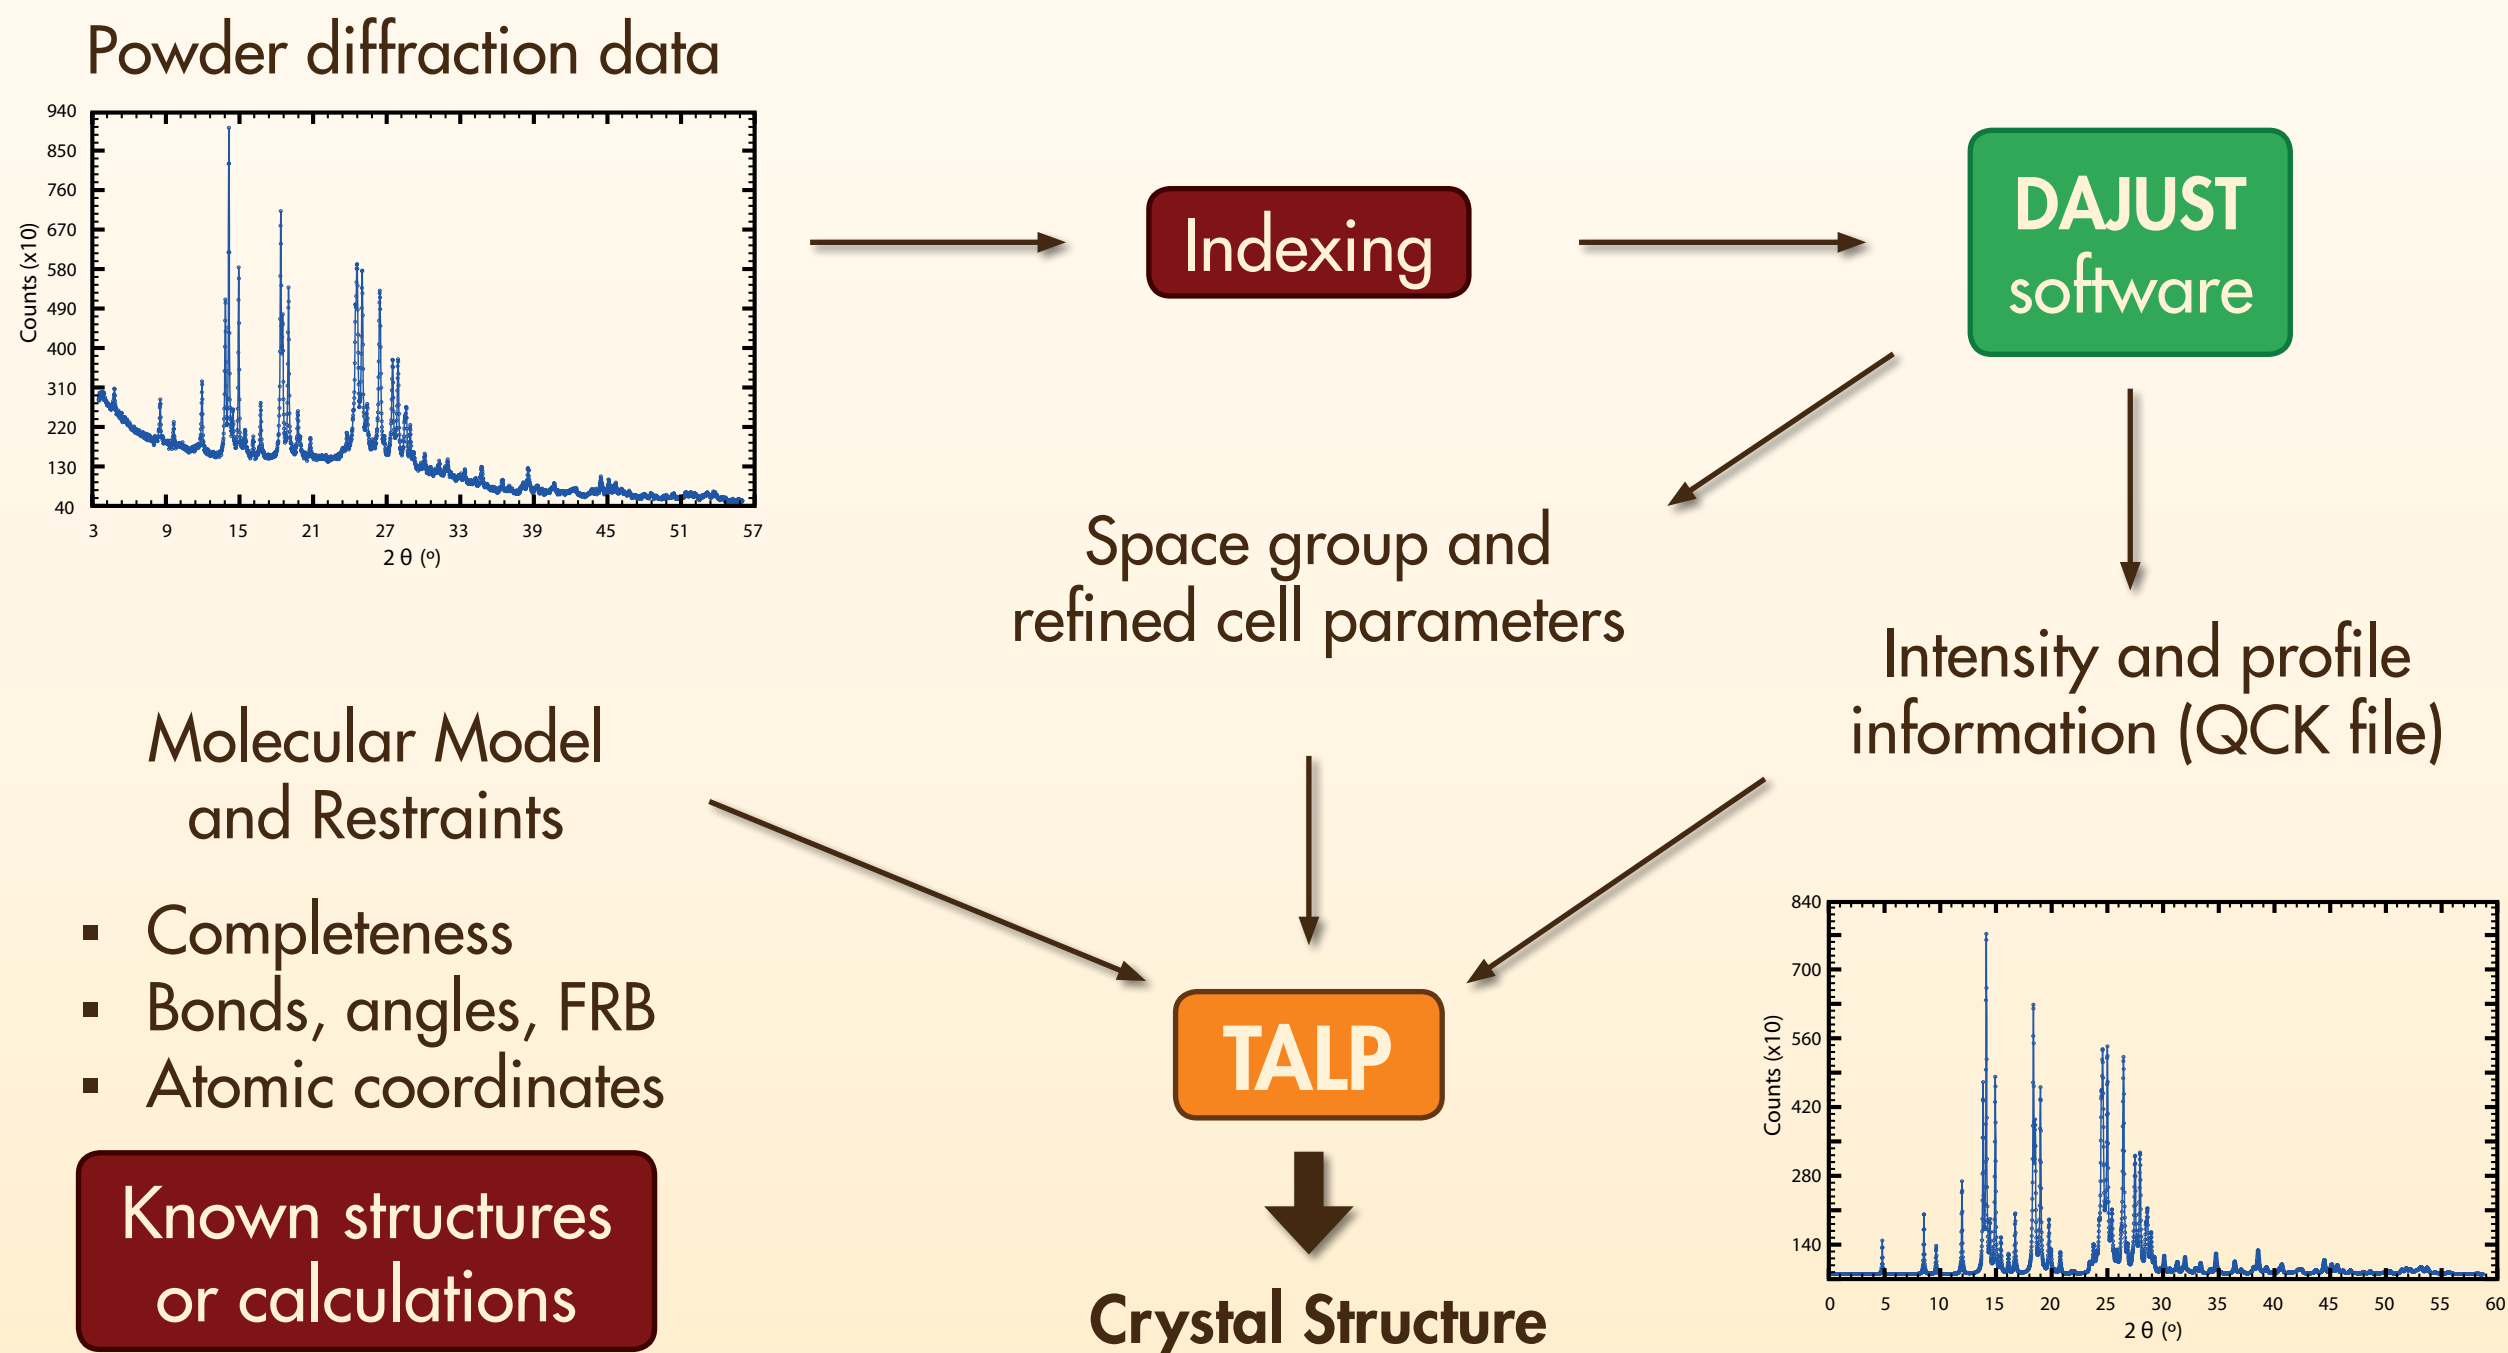 Powder diffraction data
940
850
760
670
580
490
400
310
220
130
40
Counts (x10)
3 9 15 21 27 33 39 45 51 57
2 θ (º)
Indexing
DAJUST
software
Space group and
refined cell parameters
Intensity and profile
information (QCK file)
Molecular Model
and Restraints
▪ Completeness
▪ Bonds, angles, FRB
▪ Atomic coordinates
Known structures
or calculations
TALP
Crystal Structure
840
700
560
420
280
140
Counts (x10)
0 5 10 15 20 25 30 35 40 45 50 55 60
2 θ (º)